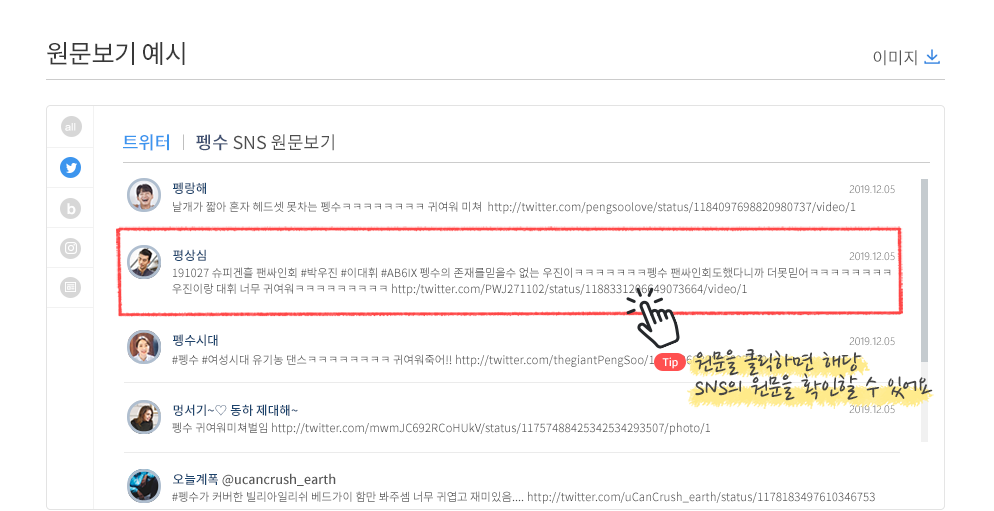 원문보기 예시
이미지
all
트위터 | 펭수 SNS 원문보기
펭랑해
2019.12.05
날개가 짧아 혼자 헤드셋 못차는 펭수ㅋㅋㅋㅋㅋㅋㅋㅋ 귀여워 미쳐 http://twitter.com/pengsoolove/status/1184097698820980737/video/1
평상심
2019.12.05
191027 슈피겐홀 팬싸인회 #박우진 #이대휘 #AB6IX 펭수의 존재를믿을수 없는 우진이ㅋㅋㅋㅋㅋㅋㅋ펭수 팬싸인회도했다니까 더못믿어ㅋㅋㅋㅋㅋㅋㅋㅋ
우진이랑 대휘 너무 귀여워ㅋㅋㅋㅋㅋㅋㅋㅋㅋ http://twitter.com/PWJ271102/status/1188331206649073664/video/1
b
펭수시대
2019.12.05
#펭수 #여성시대 유기농 댄스ㅋㅋㅋㅋㅋㅋㅋㅋ 귀여워죽어!! http://twitter.com/thegiantPengSoo/1
Tip
원문을 클릭하면 해당
SNS의 원문을 확인할 수 있어요
멍서기~♡ 동하 제대해~
2019.12.05
펭수 귀여워미쳐벌임 http://twitter.com/mwmJC692RCoHUkV/status/11757488425342534293507/photo/1
오늘계폭 @ucancrush_earth
#펭수가 커버한 빌리아일리쉬 베드가이 함만 봐주셈 너무 귀엽고 재미있음.... http://twitter.com/uCanCrush_earth/status/1178183497610346753